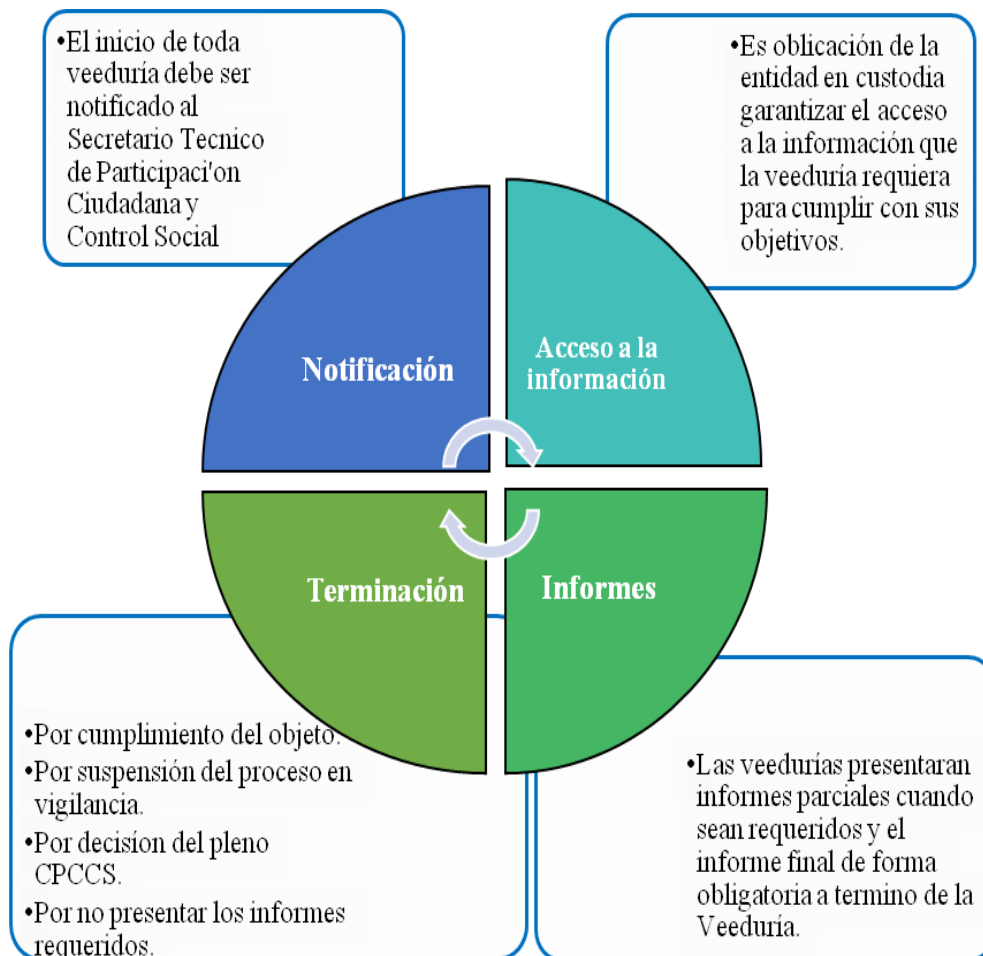 •El inicio de toda
veeduría debe ser
notificado al
Secretario Tecnico
de Participaci'on
Ciudadana y
Control Social
•Es oblicación de la
entidad en custodia
garantizar el acceso
a la información que
la veeduría requiera
para cumplir con sus
objetivos.
Notificación
Acceso a la
información
Terminación
Informes
•Por cumplimiento del objeto.
•Por suspensión del proceso en
vigilancia.
•Por decisíon del pleno
CPCCS.
•Por no presentar los informes
requeridos.
•Las veedurías presentaran
informes parciales cuando
sean requeridos y el
informe final de forma
obligatoria a termino de la
Veeduría.